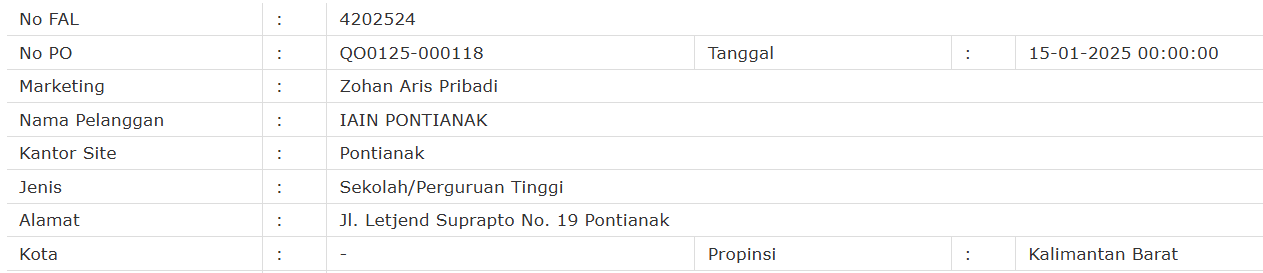 No FAL : 4202524
No PO : QO0125-000118 Tanggal : 15-01-2025 00:00:00
Marketing : Zohan Aris Pribadi
Nama Pelanggan : IAIN PONTIANAK
Kantor Site : Pontianak
Jenis : Sekolah/Perguruan Tinggi
Alamat : Jl. Letjend Suprapto No. 19 Pontianak
Kota : - Propinsi : Kalimantan Barat